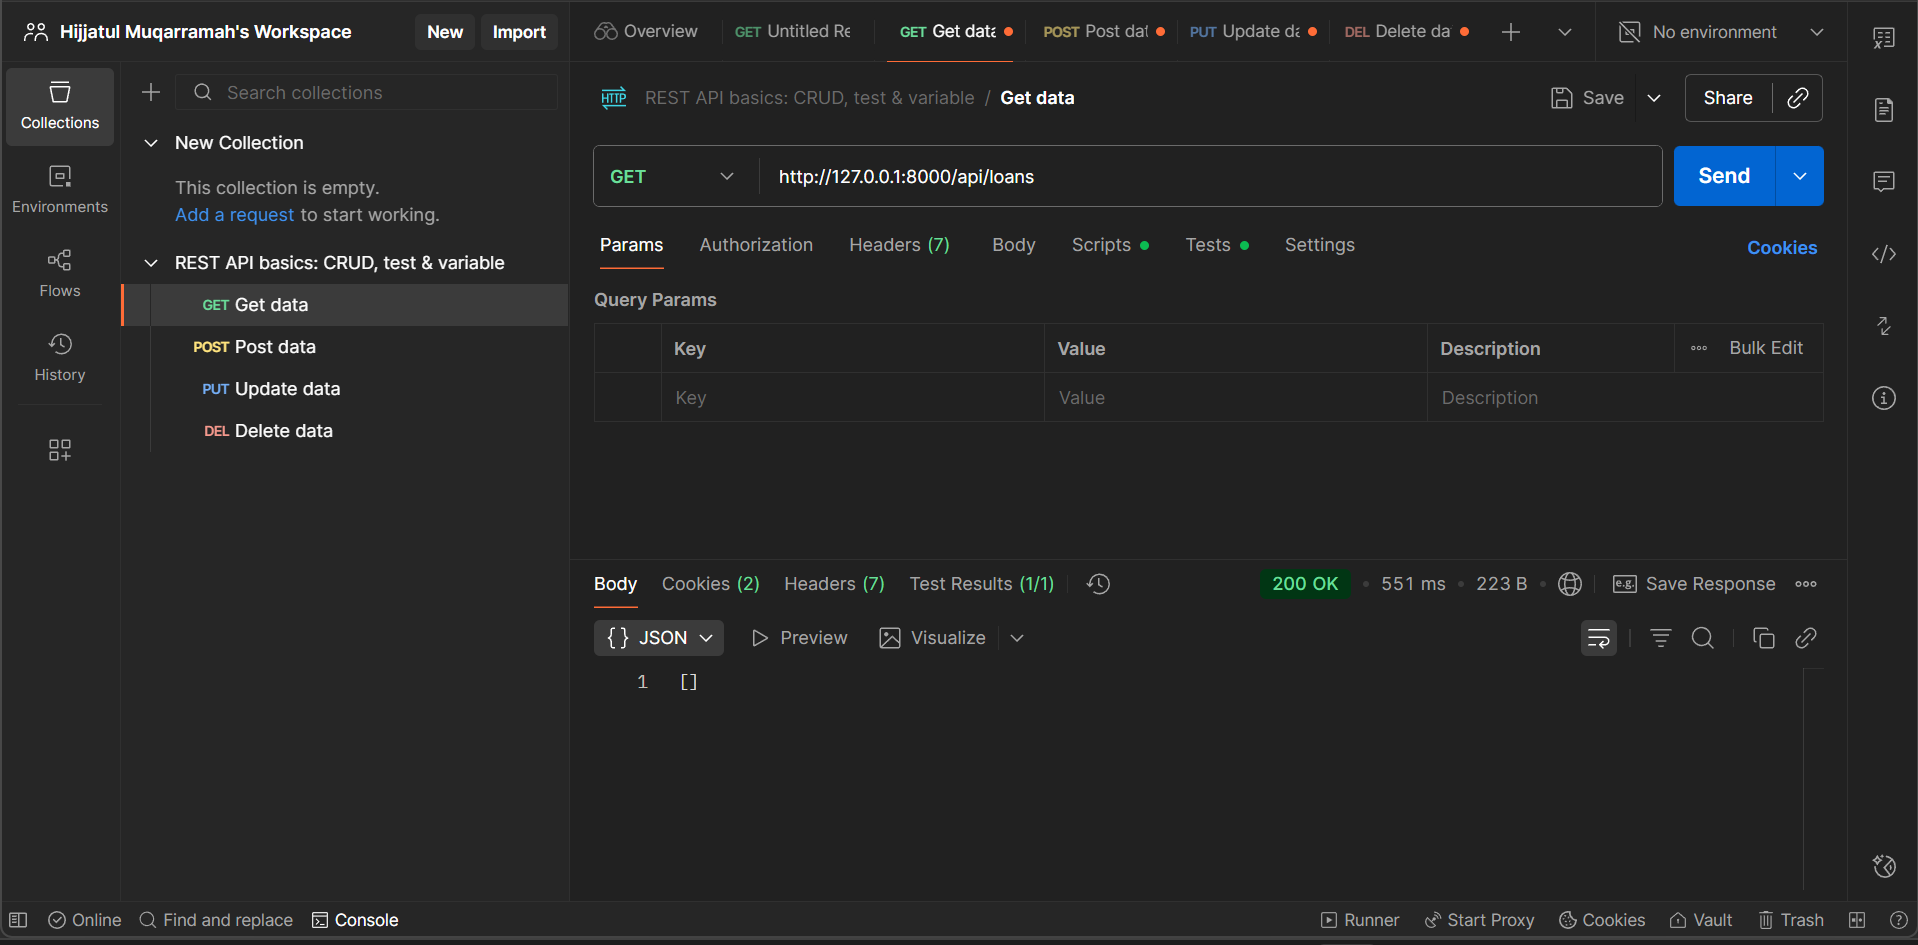 Hijjatul Muqarramah's Workspace
New
Import
Overview
GET Untitled Re
GET Get data
POST Post dat
PUT Update da
DEL Delete da
No environment
Collections
Environments
Flows
History
Search collections
New Collection
This collection is empty.
Add a request to start working.
REST API basics: CRUD, test & variable
GET Get data
POST Post data
PUT Update data
DEL Delete data
HTTP
REST API basics: CRUD, test & variable / Get data
Save
Share
GET
http://127.0.0.1:8000/api/loans
Send
Params
Authorization
Headers (7)
Body
Scripts
Tests
Settings
Cookies
Query Params
Key
Value
Description
Bulk Edit
Key
Value
Description
Body
Cookies (2)
Headers (7)
Test Results (1/1)
200 OK
551 ms
223 B
e.g.
Save Response
{} JSON
Preview
Visualize
1 []
Online
Find and replace
Console
Runner
Start Proxy
Cookies
Vault
Trash